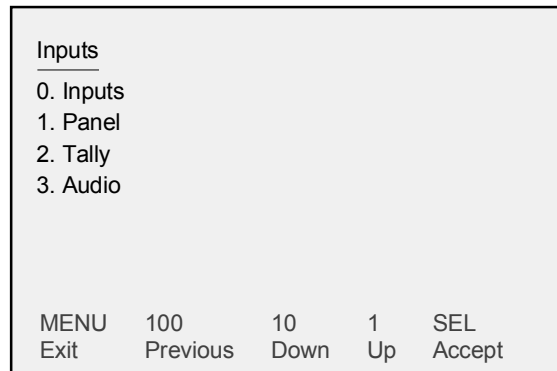 Inputs
0. Inputs
1. Panel
2. Tally
3. Audio
MENU 100 10 1 SEL
Exit Previous Down Up Accept